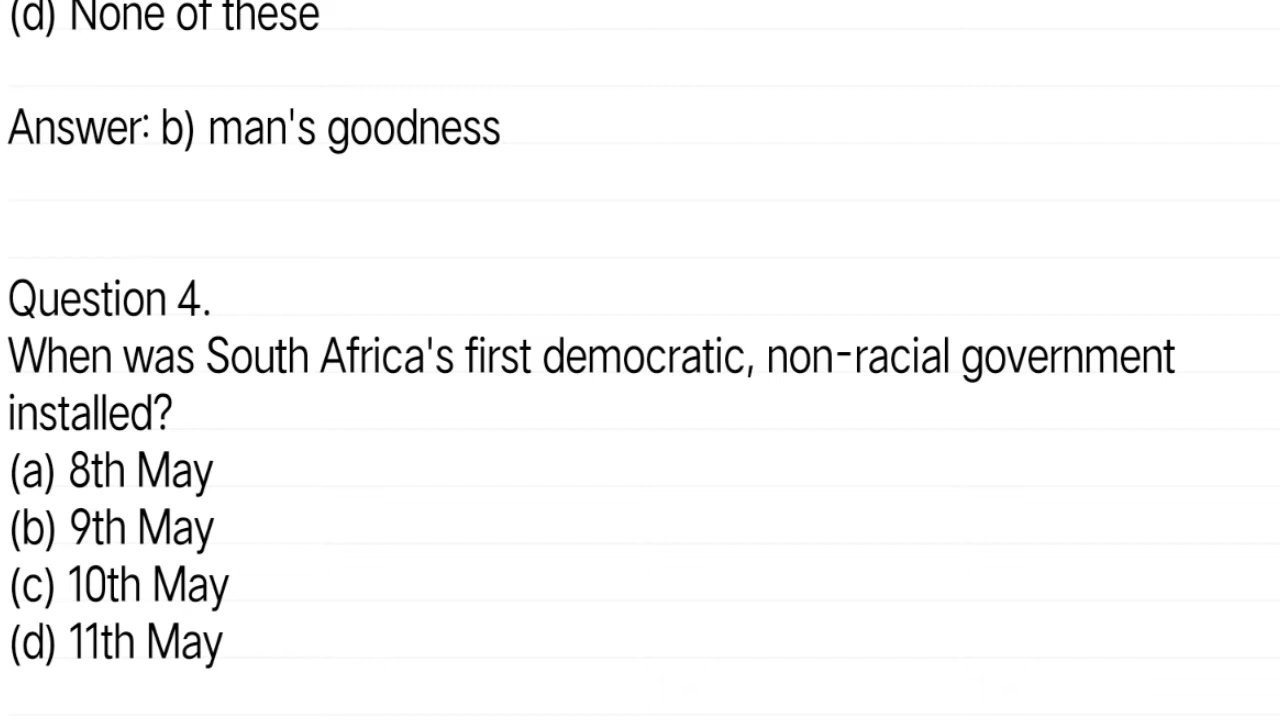 (d) None of these
Answer: b) man's goodness
Question 4.
When was South Africa's first democratic, non-racial government
installed?
(a) 8th May
(b) 9th May
(c) 10th May
(d) 11th May